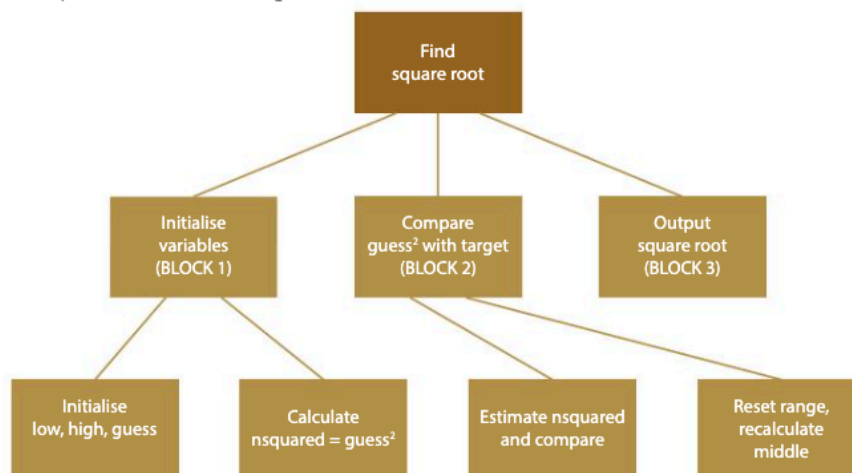 Find
square root
Initialise
variables
(BLOCK 1)
Compare
guess² with target
(BLOCK 2)
Output
square root
(BLOCK 3)
Initialise
low, high, guess
Calculate
nsquared = guess²
Estimate nsquared
and compare
Reset range,
recalculate
middle